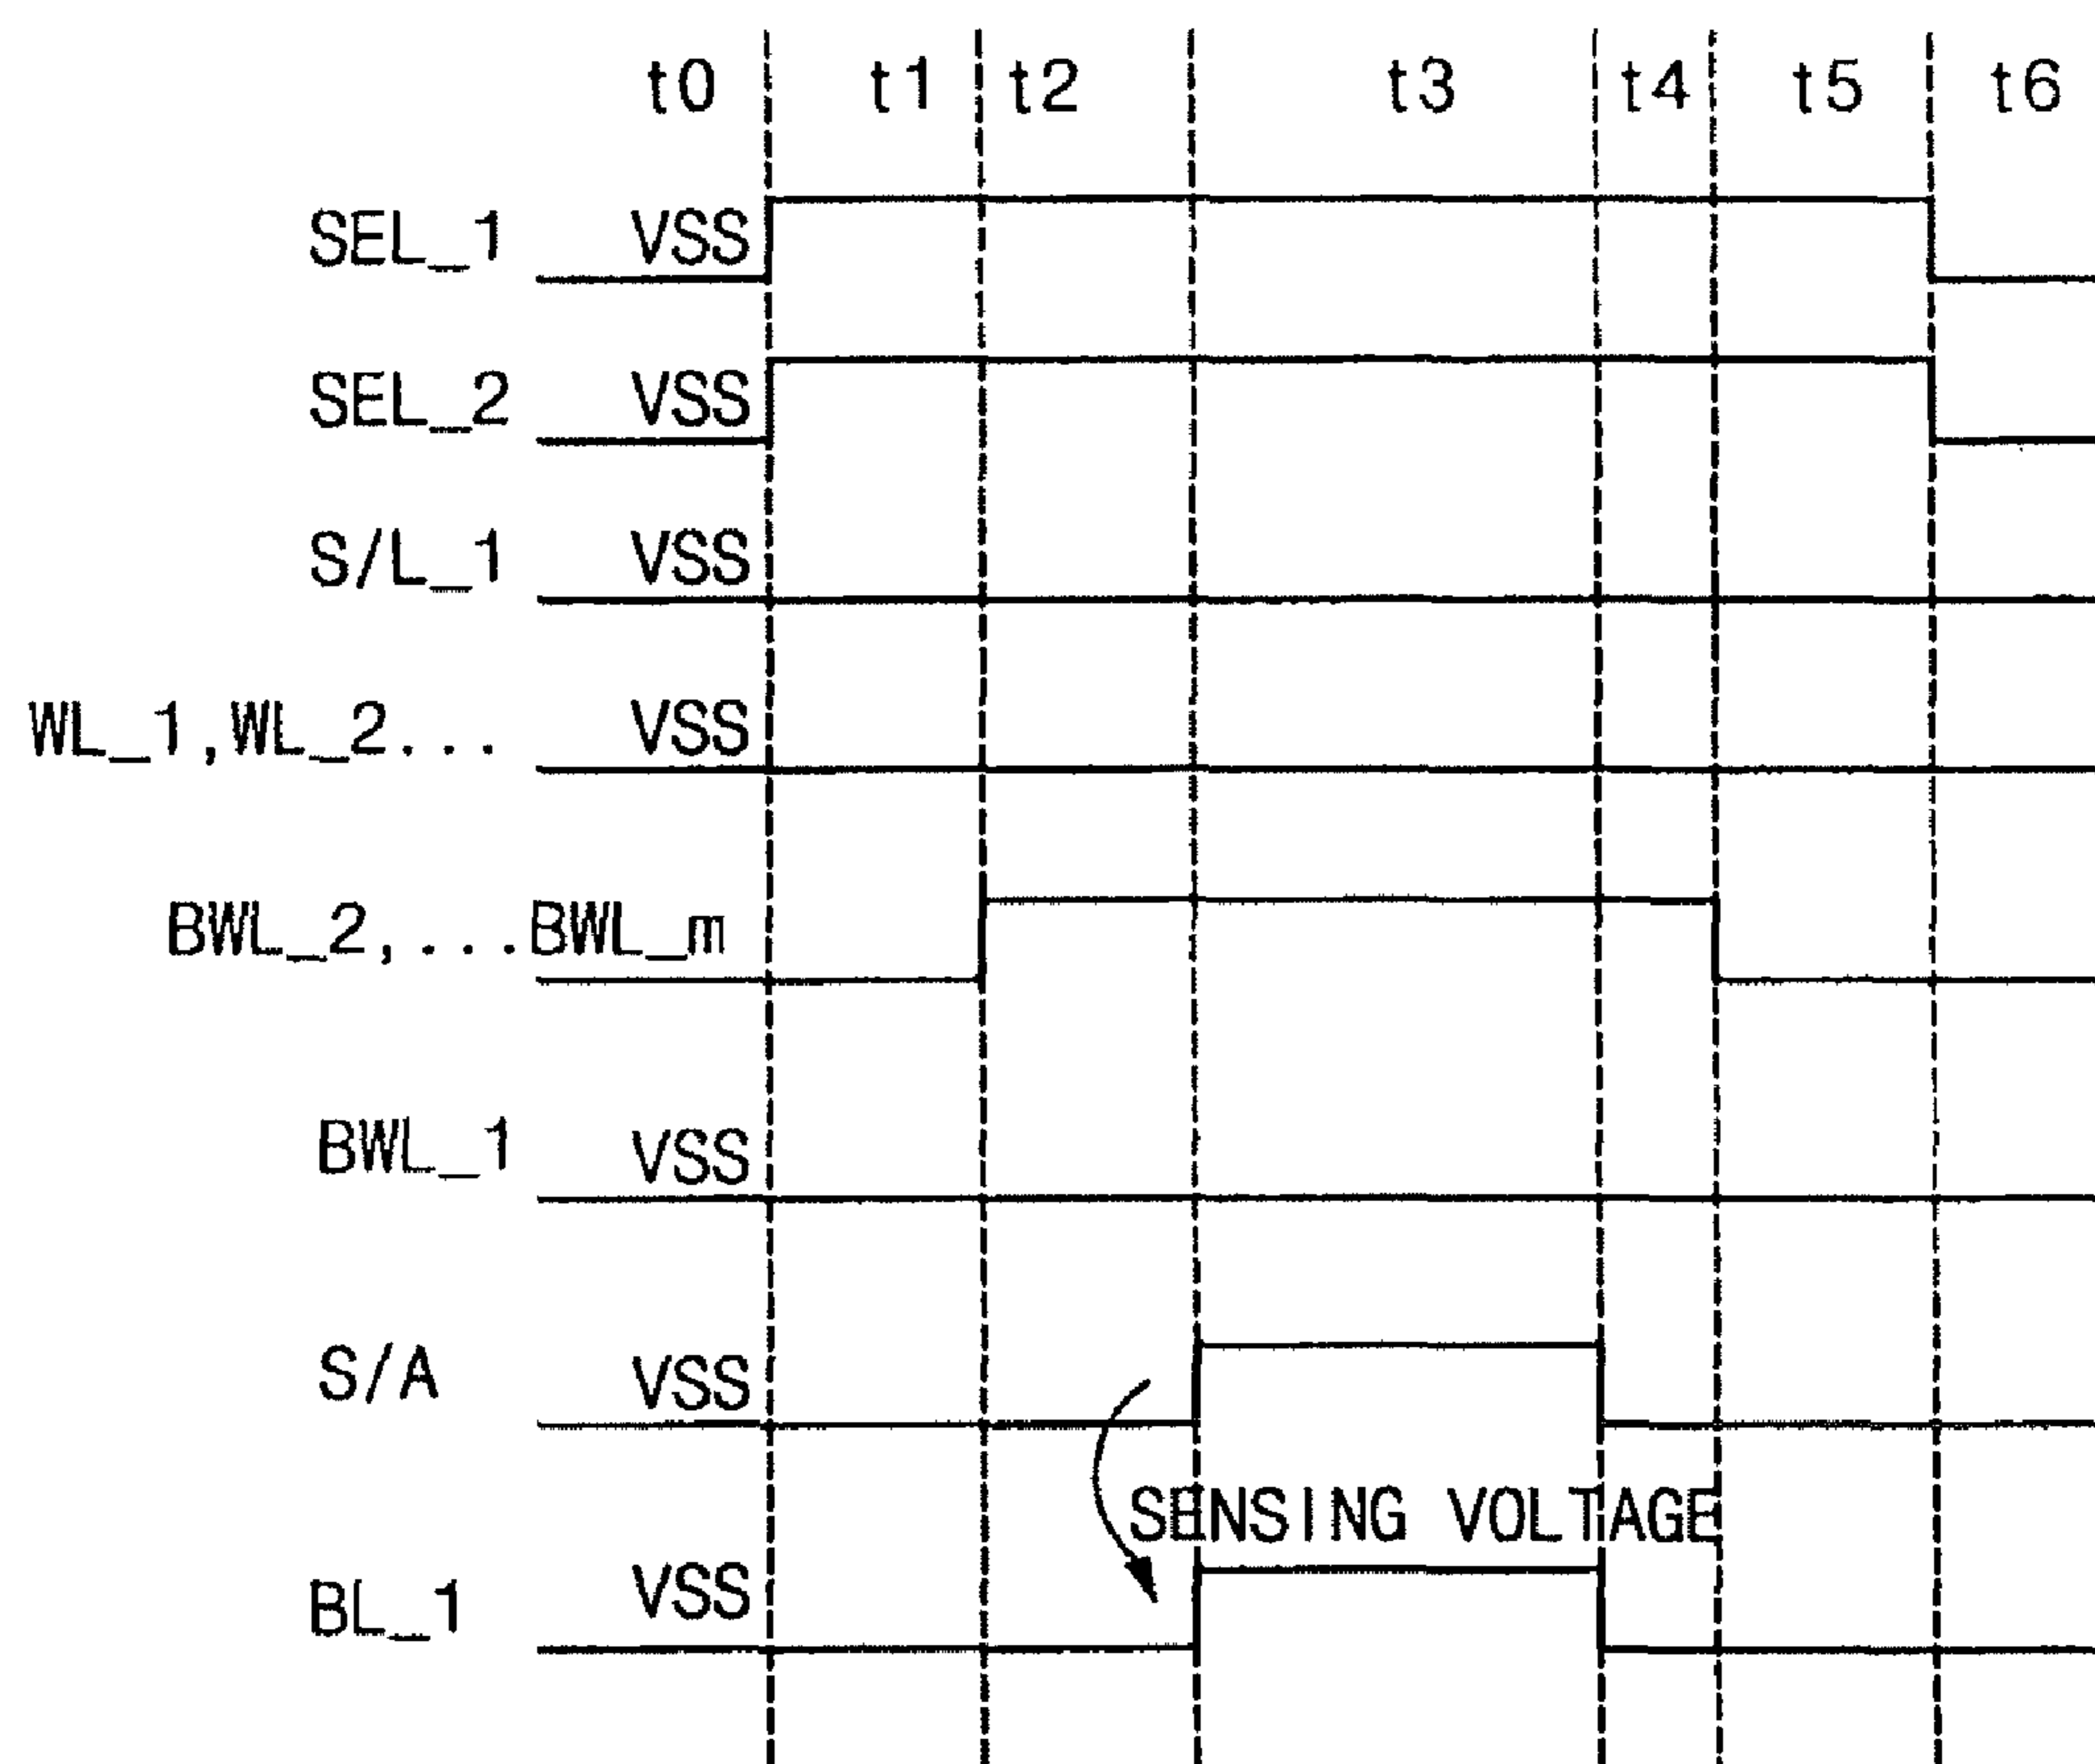 t0 t1 t2 t3 t4 t5 t6
SEL_1 VSS
SEL_2 VSS
S/L_1 VSS
WL_1,WL_2... VSS
BWL_2,...BWL_m
BWL_1 VSS
S/A VSS
SENSING VOLTAGE
BL_1 VSS